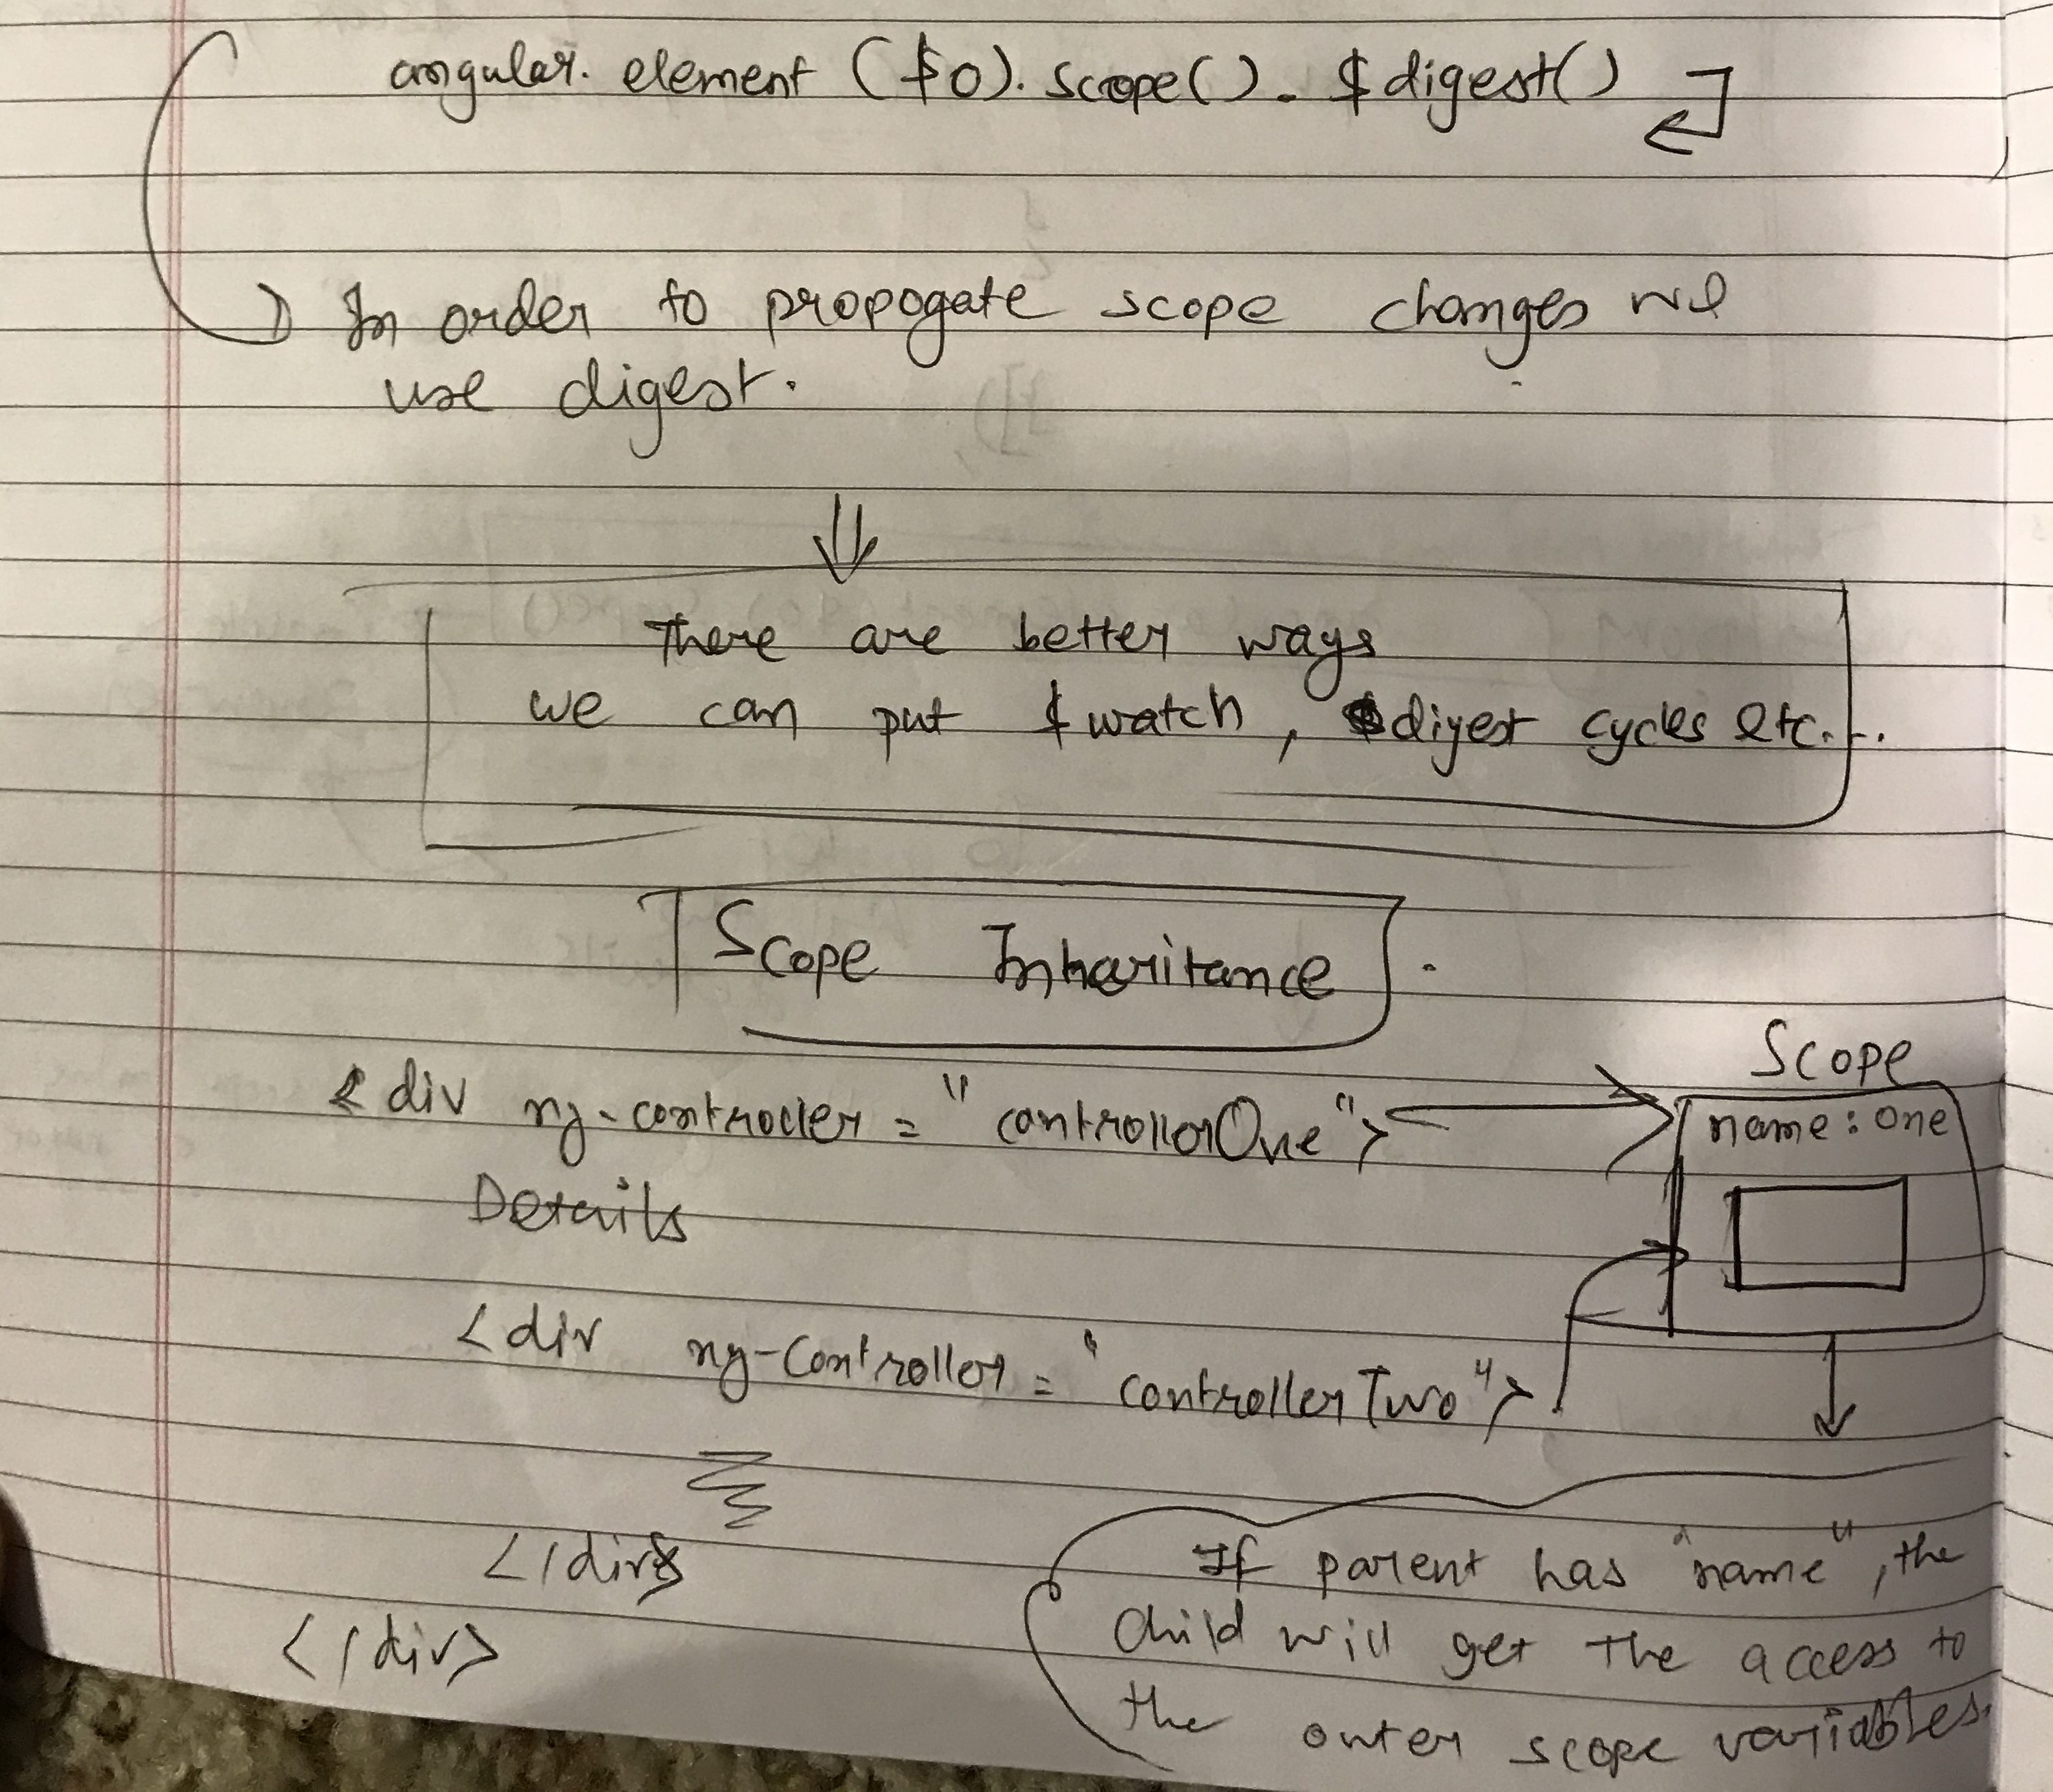 angular. element ($0). scope(). $digest()
In order to propogate scope changes we
use digest.
There are better ways
we can put $watch, $digest cycles etc...
Scope Inheritance.
Scope
<div ng-controller = "controllerOne">
name: one
Details
<div ng-Controller = "controllerTwo">
</div>
</div>
If parent has "name", the
child will get the access to
the outer scope variables.